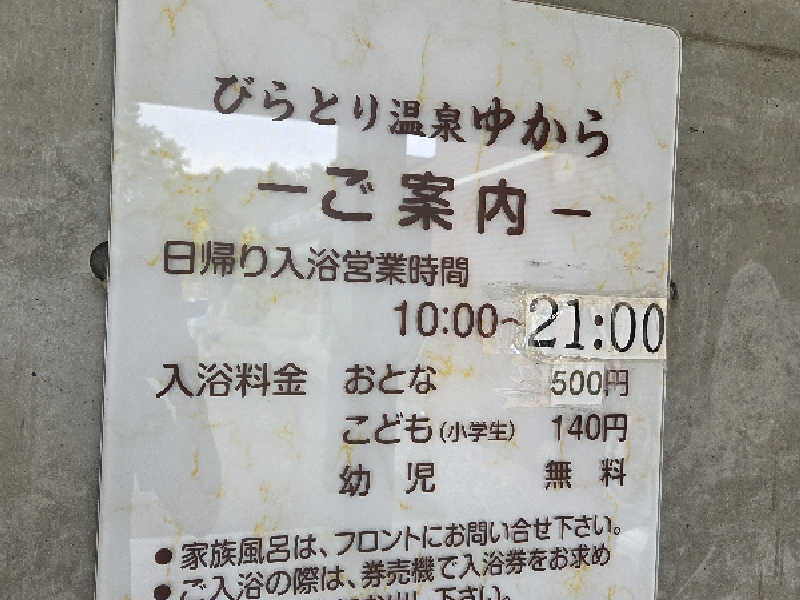 びらとり温泉ゆから
ーご案内ー
日帰り入浴営業時間
10:00~21:00
入浴料金 おとな 500円
こども(小学生) 140円
幼児 無料
●家族風呂は、フロントにお問い合せ下さい。
●ご入浴の際は、券売機で入浴券をお求め
下さい。